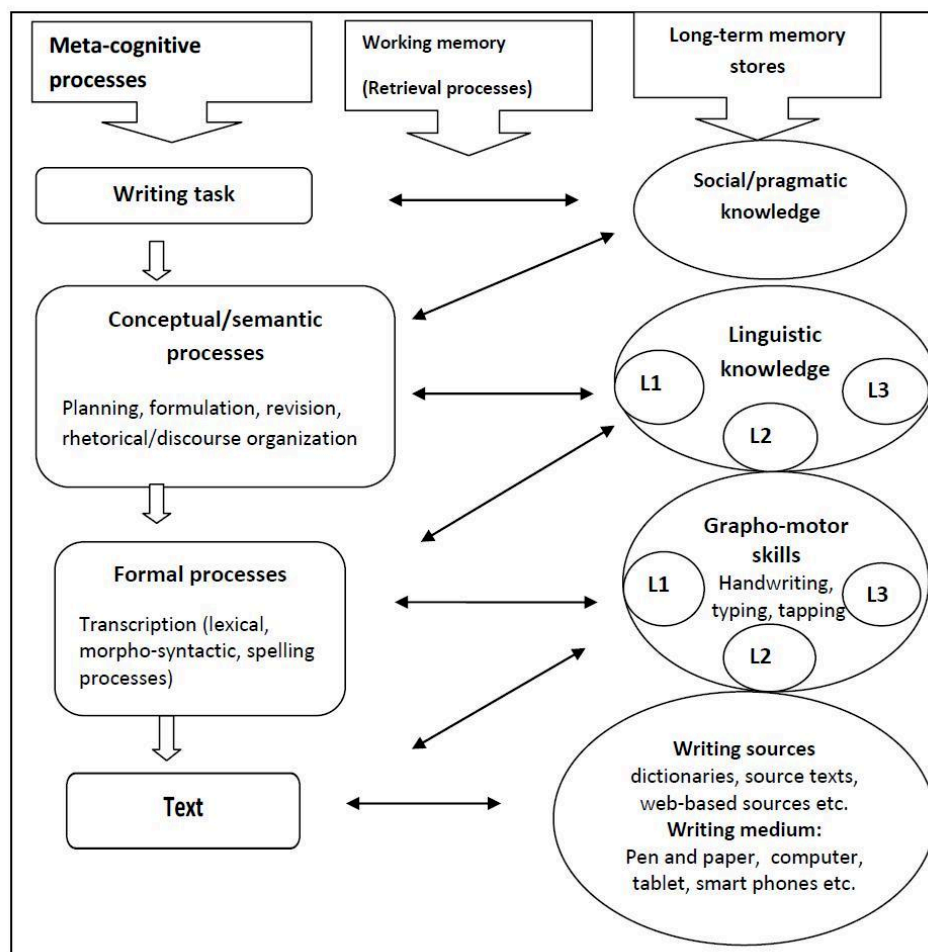 Meta-cognitive
processes
Working memory
(Retrieval processes)
Long-term memory
stores
Writing task
Social/pragmatic
knowledge
Conceptual/semantic
processes
Planning, formulation, revision,
rhetorical/discourse organization
Linguistic
knowledge
L1
L2
L3
Formal processes
Transcription (lexical,
morpho-syntactic, spelling
processes)
Grapho-motor
skills
Handwriting,
typing, tapping
L1
L2
L3
Text
Writing sources
dictionaries, source texts,
web-based sources etc.
Writing medium:
Pen and paper, computer,
tablet, smart phones etc.